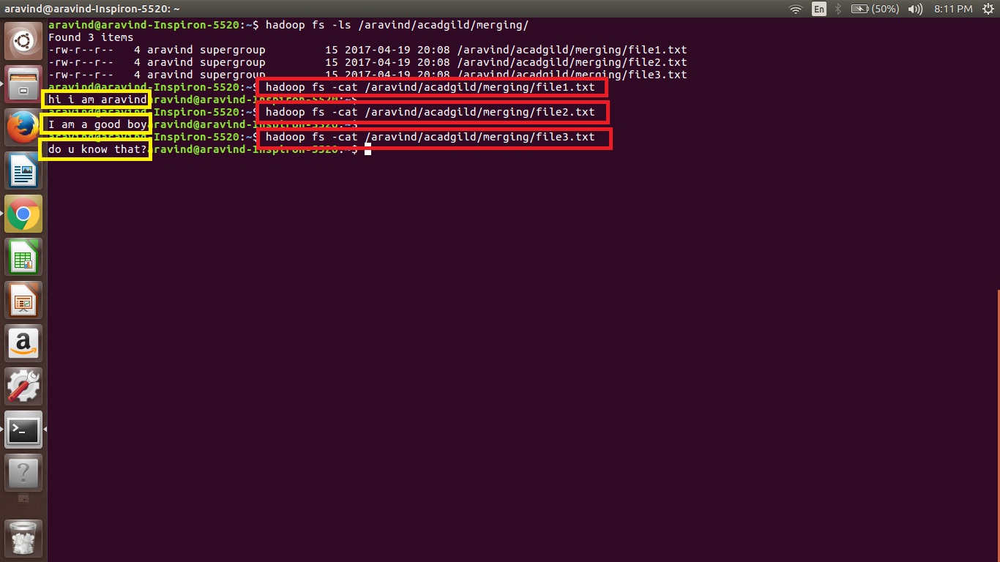 aravind@aravind-Inspiron-5520: ~
En
(50%)
8:11 PM
aravind@aravind-Inspiron-5520:~$ hadoop fs -ls /aravind/acadgild/merging/
Found 3 items
-rw-r--r--   4 aravind supergroup         15 2017-04-19 20:08 /aravind/acadgild/merging/file1.txt
-rw-r--r--   4 aravind supergroup         15 2017-04-19 20:08 /aravind/acadgild/merging/file2.txt
-rw-r--r--   4 aravind supergroup         15 2017-04-19 20:08 /aravind/acadgild/merging/file3.txt
aravind@aravind-Inspiron-5520:~$ hadoop fs -cat /aravind/acadgild/merging/file1.txt
hi i am aravindaravind@aravind-Inspiron-5520:~$
aravind@aravind-Inspiron-5520:~$ hadoop fs -cat /aravind/acadgild/merging/file2.txt
I am a good boyaravind@aravind-Inspiron-5520:~$
aravind@aravind-Inspiron-5520:~$ hadoop fs -cat /aravind/acadgild/merging/file3.txt
do u know that?aravind@aravind-Inspiron-5520:~$